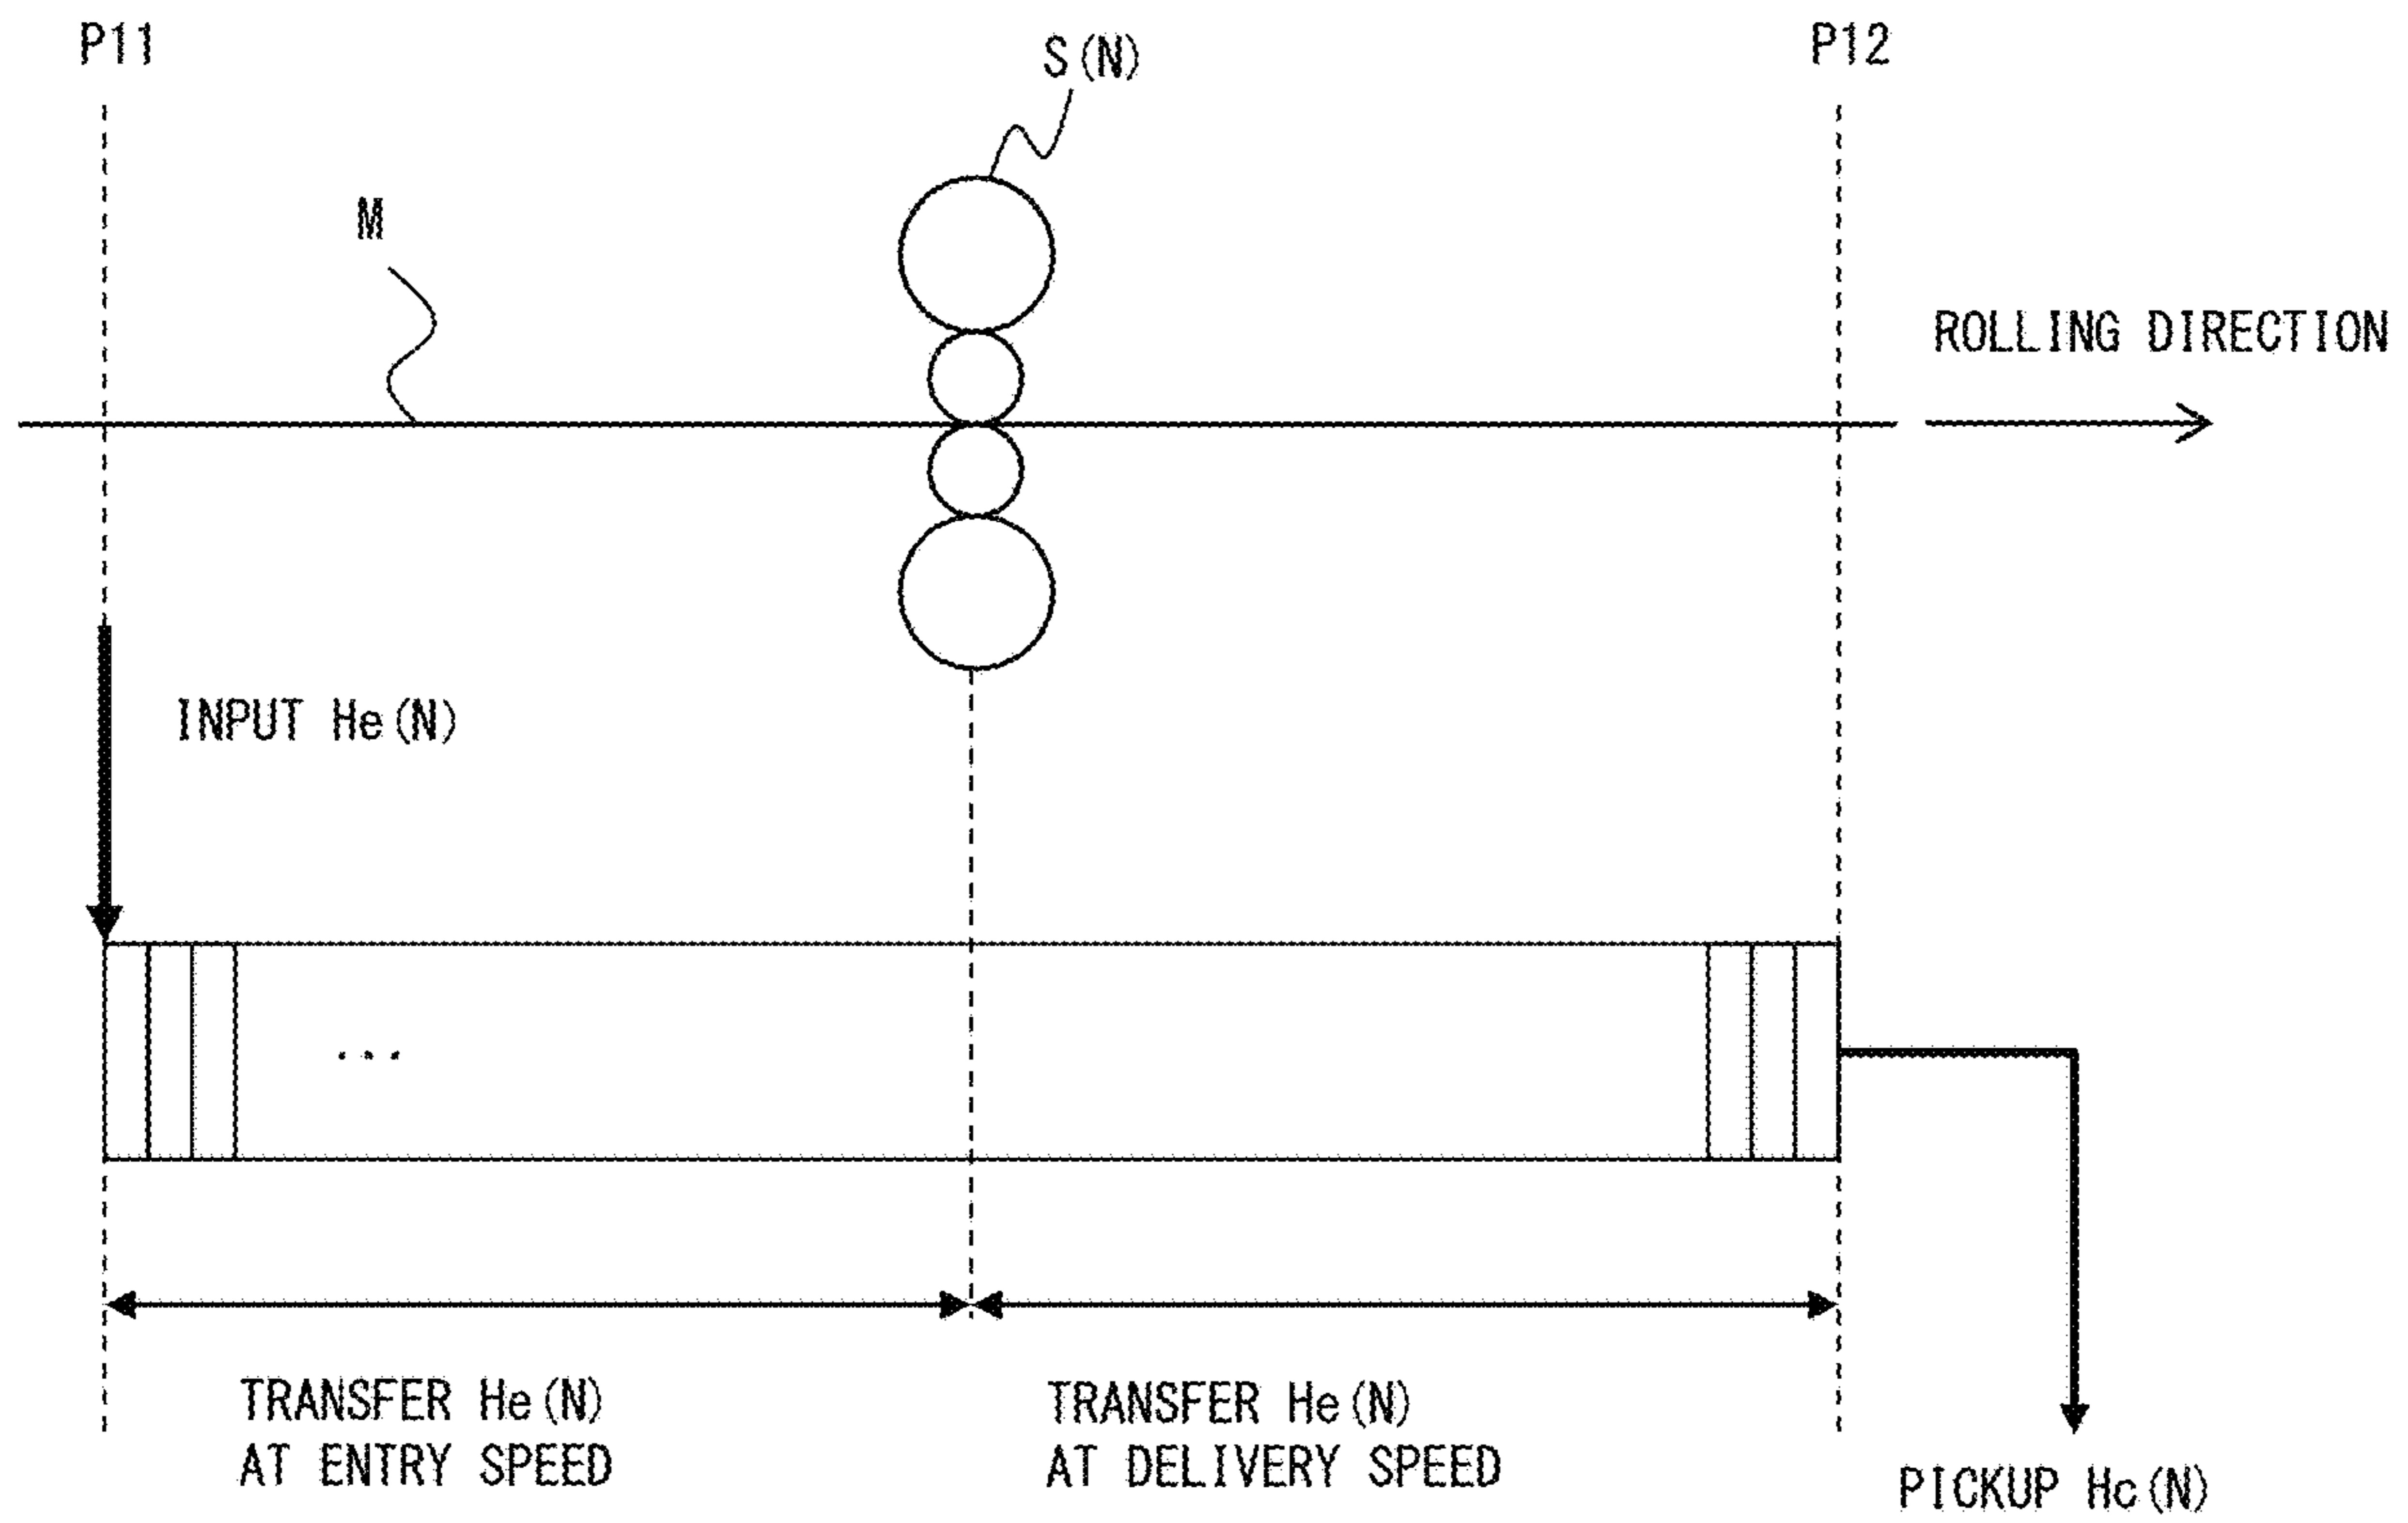 P11
S(N)
P12
M
ROLLING DIRECTION
INPUT He(N)
...
TRANSFER He(N)
AT ENTRY SPEED
TRANSFER He(N)
AT DELIVERY SPEED
PICKUP Hc(N)